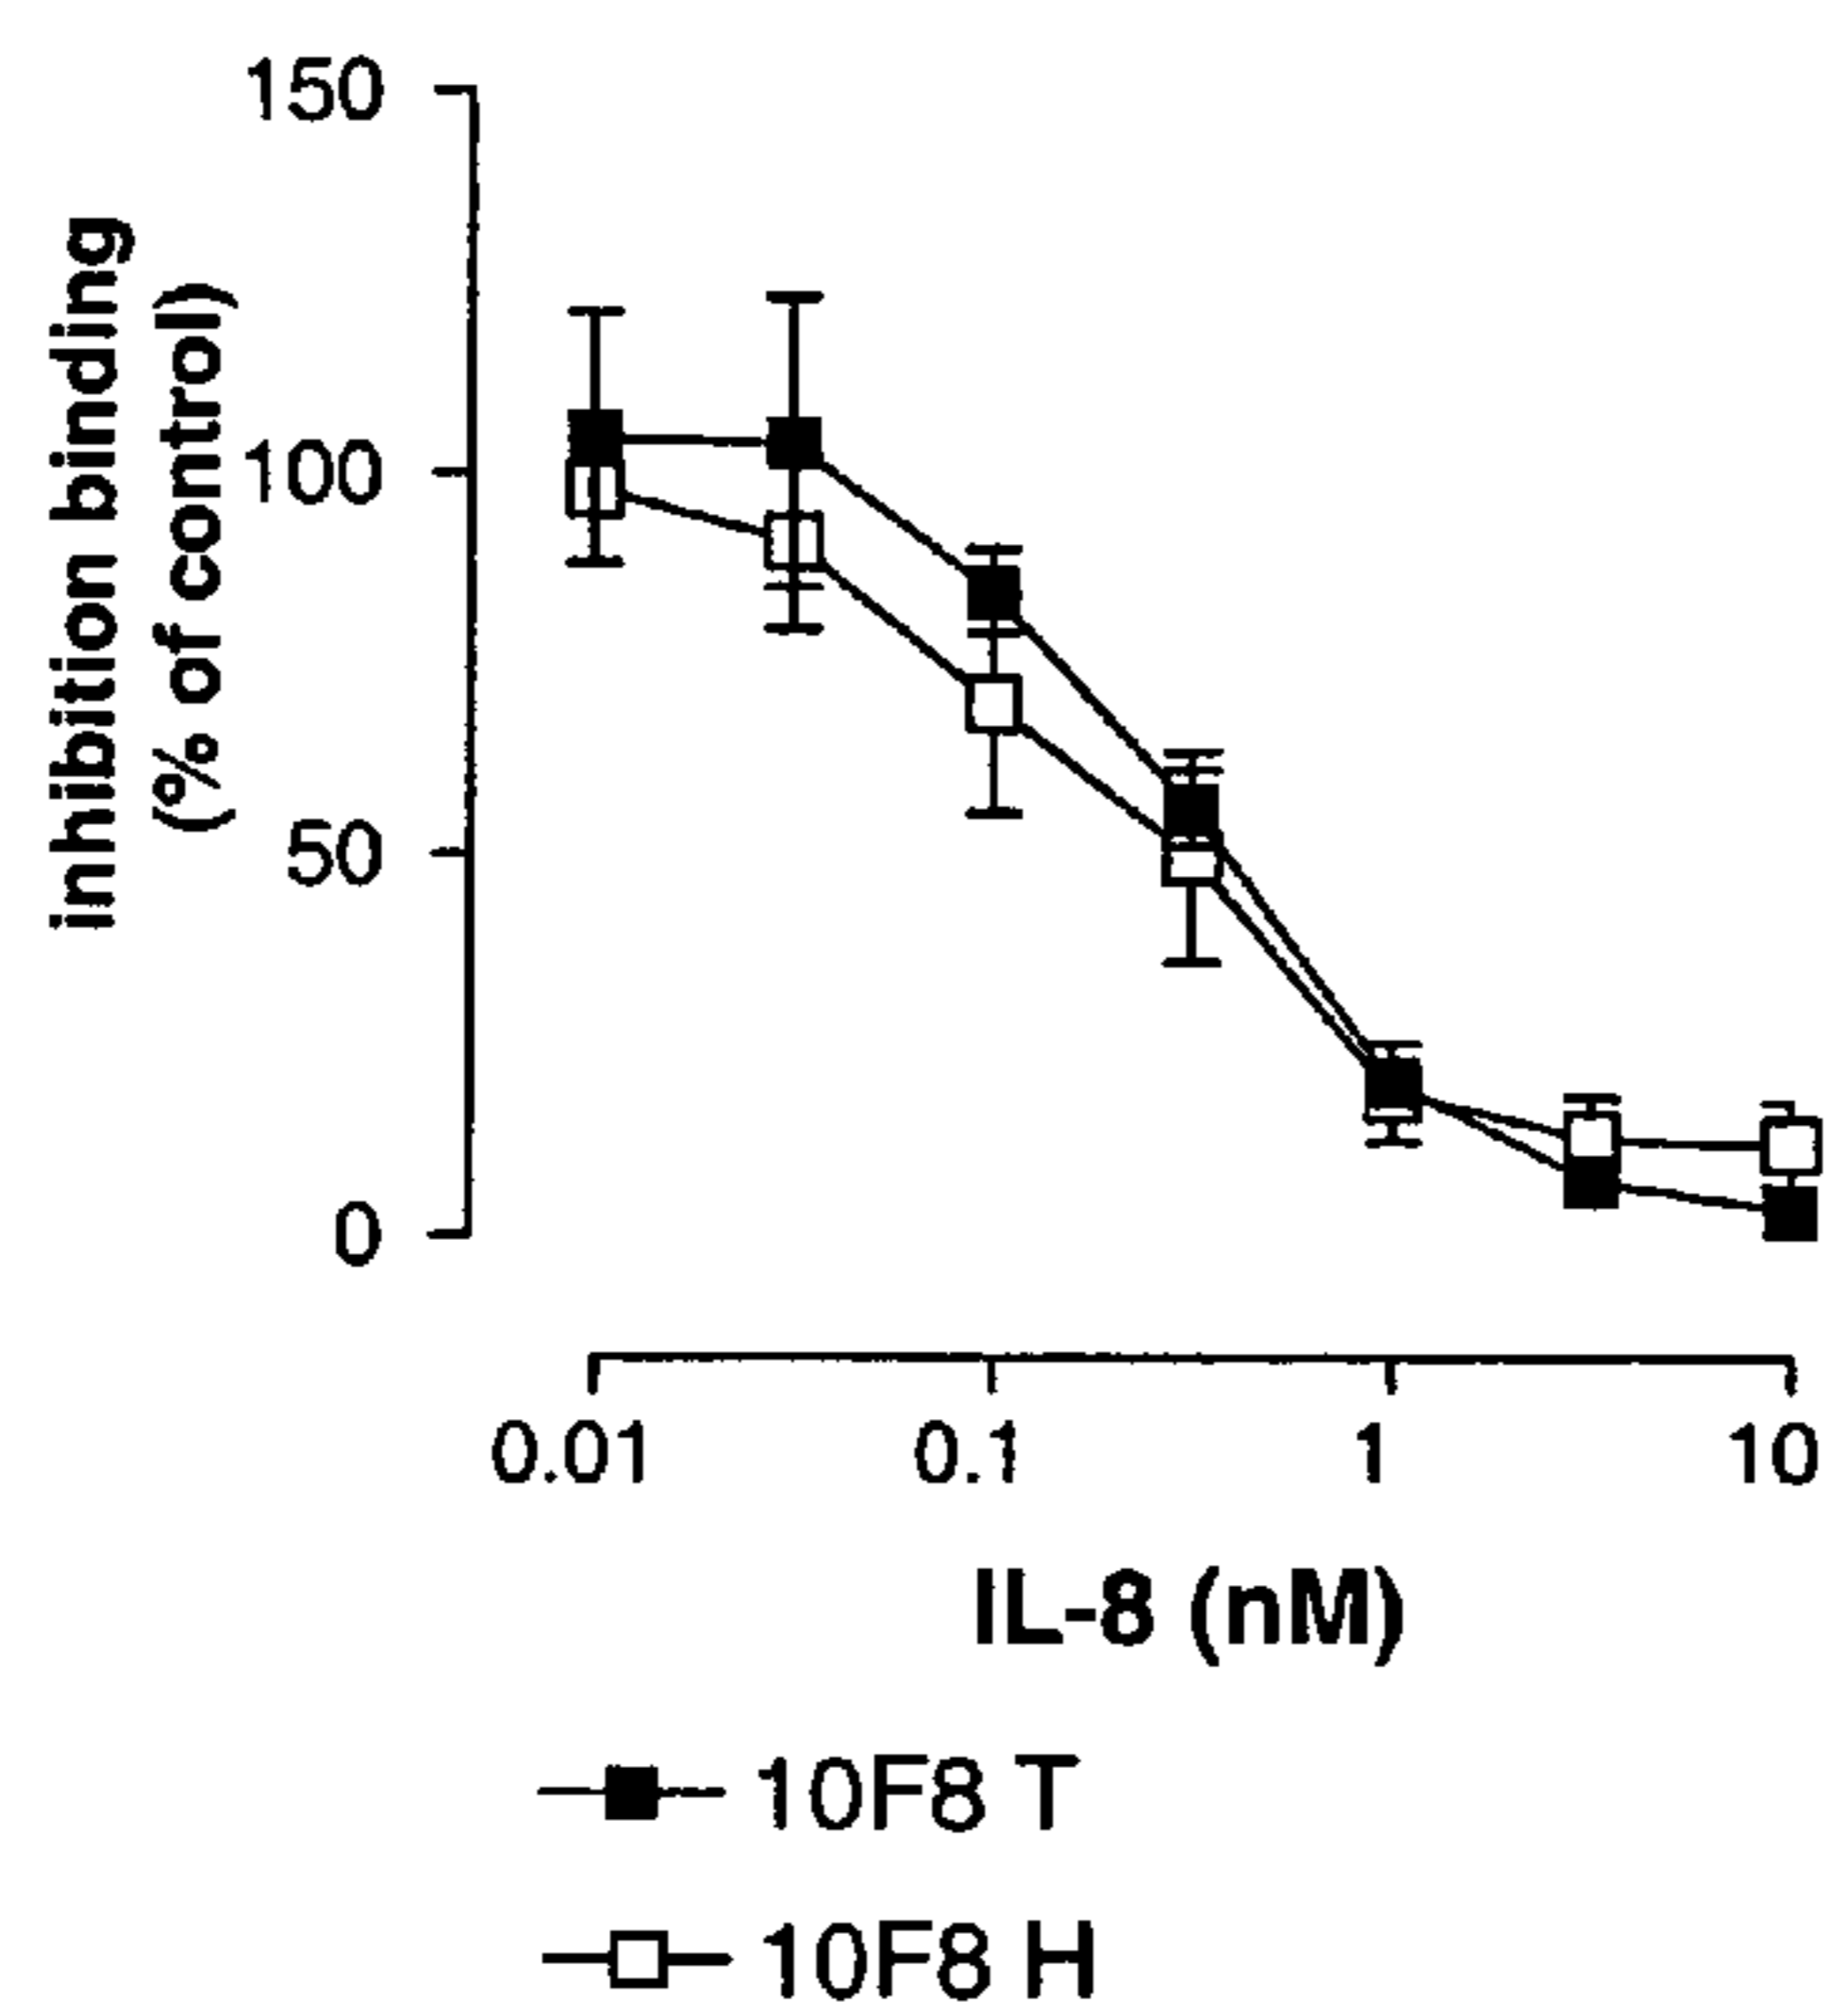 inhibition binding
(% of control)
150
100
50
0
0.01 0.1 1 10
IL-8 (nM)
10F8 T
10F8 H